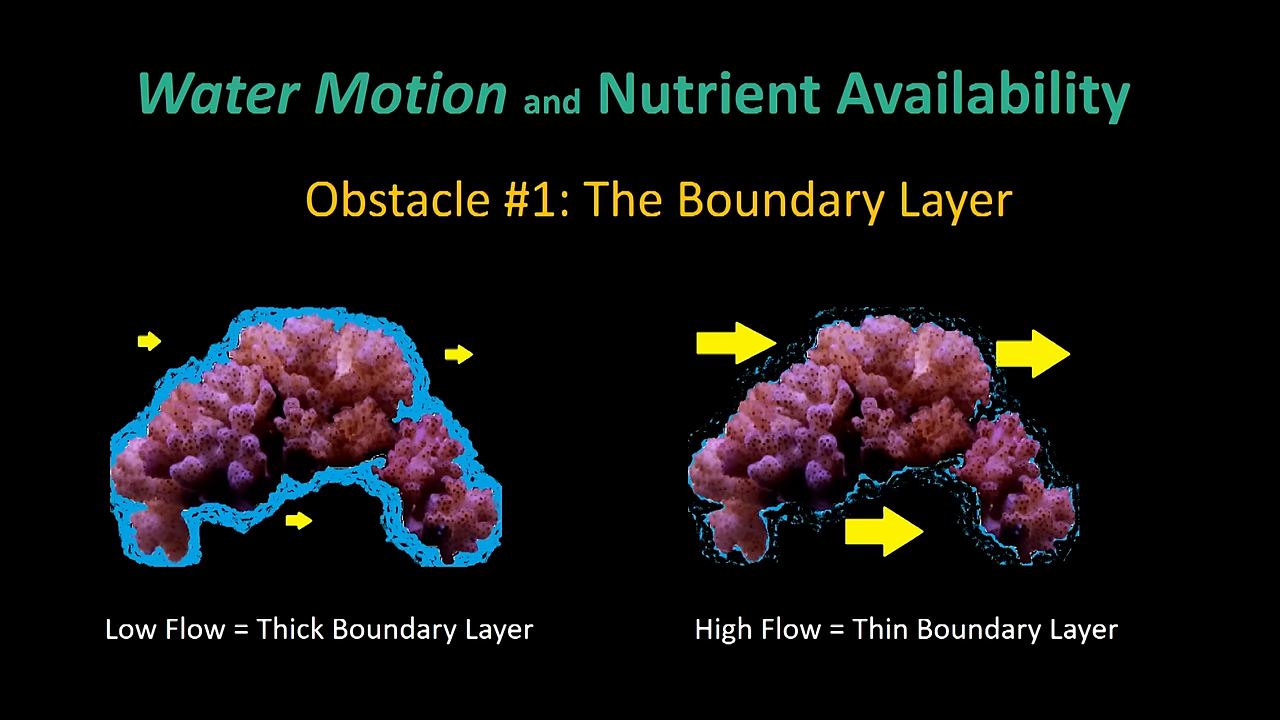 Water Motion and Nutrient Availability
Obstacle #1: The Boundary Layer
Low Flow = Thick Boundary Layer
High Flow = Thin Boundary Layer